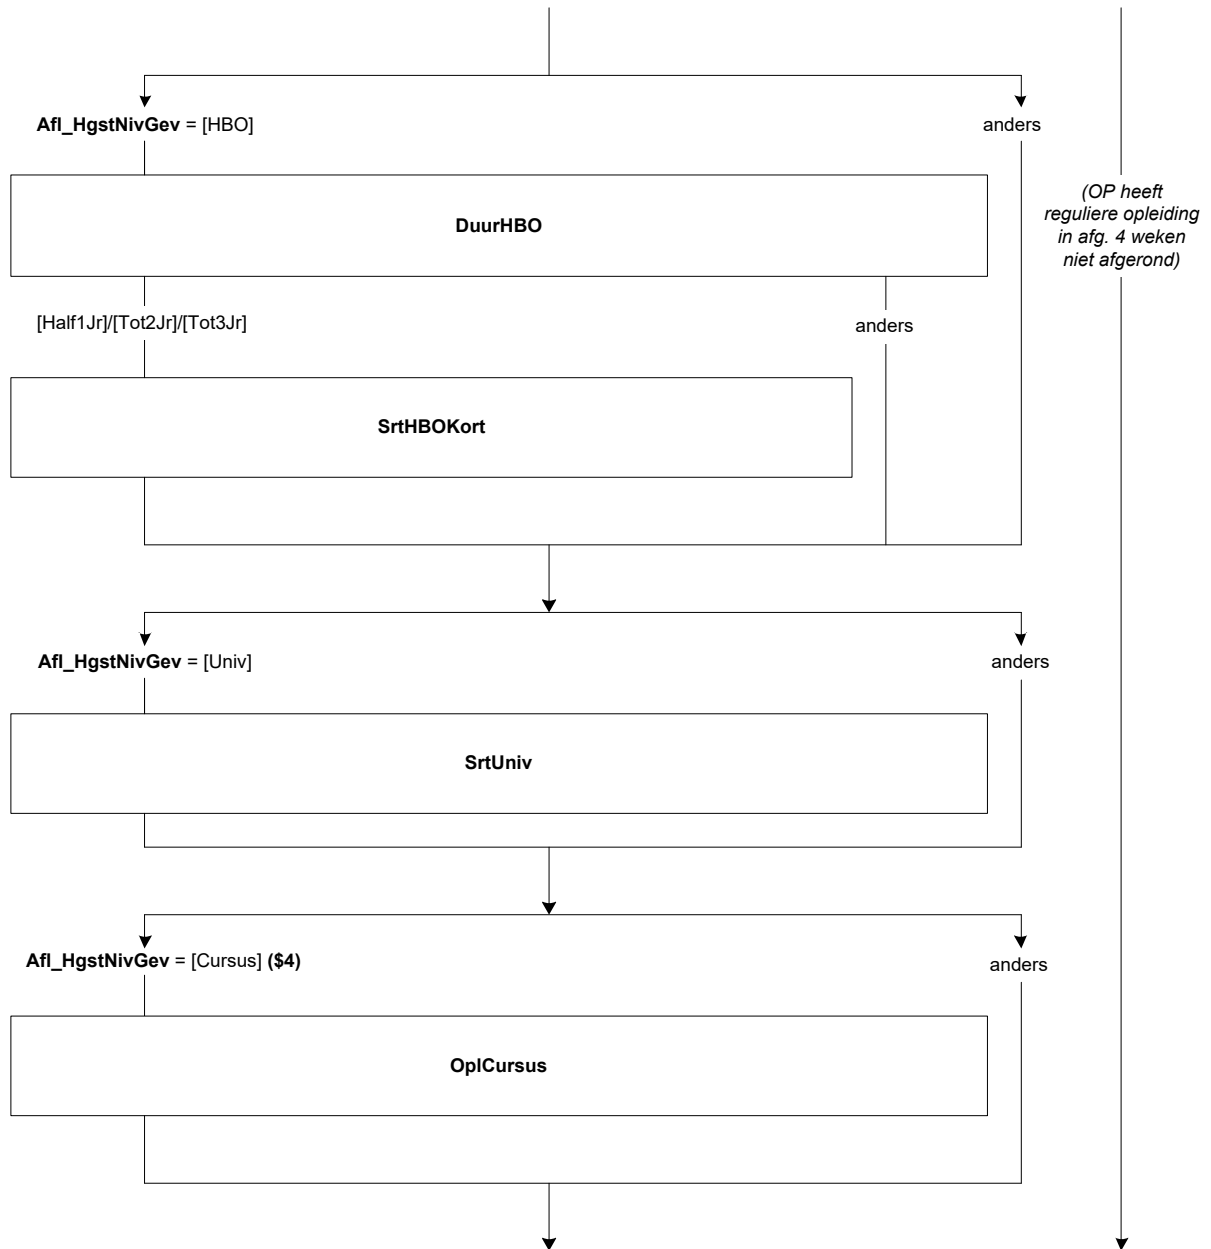 Afl_HgstNivGev = [HBO]
anders
(OP heeft
reguliere opleiding
in afg. 4 weken
niet afgerond)
DuurHBO
[Half1Jr]/[Tot2Jr]/[Tot3Jr]
anders
SrtHBOKort
Afl_HgstNivGev = [Univ]
anders
SrtUniv
Afl_HgstNivGev = [Cursus] ($4)
anders
OplCursus